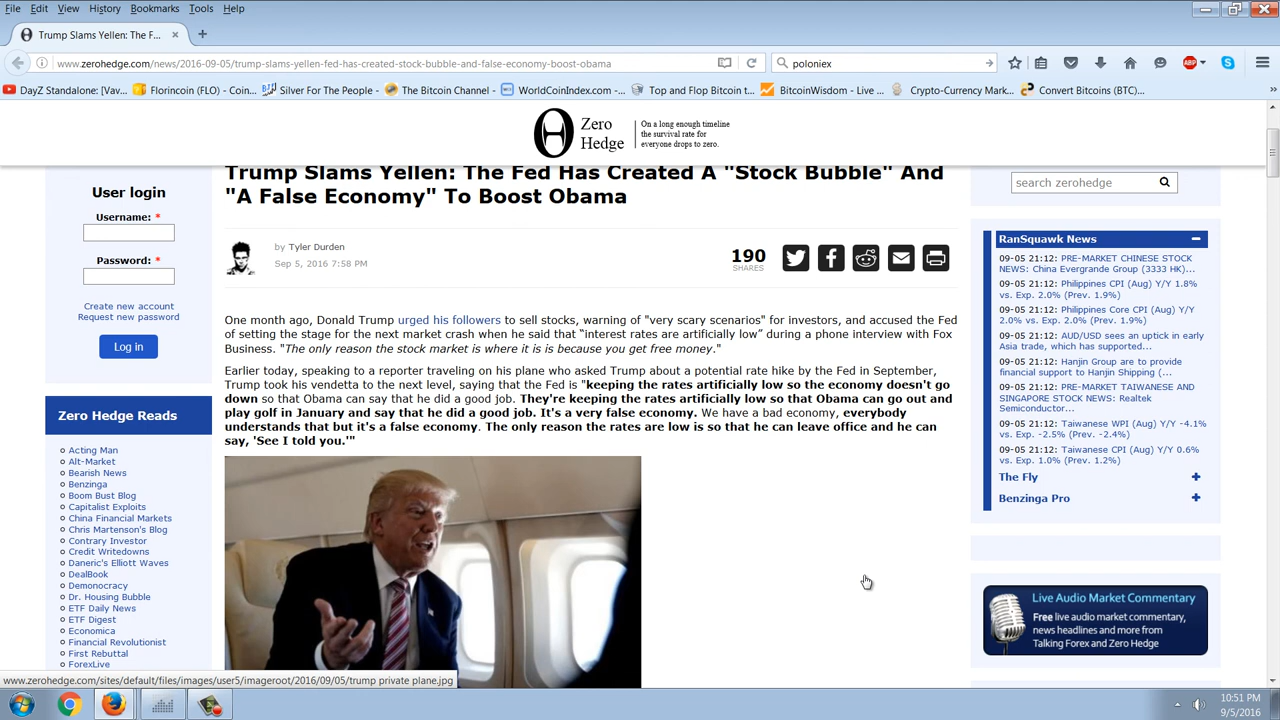 File Edit View History Bookmarks Tools Help
Trump Slams Yellen: The F...
www.zerohedge.com/news/2016-09-05/trump-slams-yellen-fed-has-created-stock-bubble-and-false-economy-boost-obama
poloniex
ABP
DayZ Standalone: [Vav...
Florincoin (FLO) - Coin...
Silver For The People - ...
The Bitcoin Channel - ...
WorldCoinIndex.com -...
Top and Flop Bitcoin t...
BitcoinWisdom - Live ...
Crypto-Currency Mark...
Convert Bitcoins (BTC)...
Zero
Hedge
On a long enough timeline
the survival rate for
everyone drops to zero.
User login
Username: *
Password: *
Create new account
Request new password
Log in
Zero Hedge Reads
Acting Man
Alt-Market
Bearish News
Benzinga
Boom Bust Blog
Capitalist Exploits
China Financial Markets
Chris Martenson's Blog
Contrary Investor
Credit Writedowns
Daneric's Elliott Waves
DealBook
Demonocracy
Dr. Housing Bubble
ETF Daily News
ETF Digest
Economica
Financial Revolutionist
First Rebuttal
ForexLive
Trump Slams Yellen: The Fed Has Created A "Stock Bubble" And
"A False Economy" To Boost Obama
by Tyler Durden
Sep 5, 2016 7:58 PM
190
SHARES
One month ago, Donald Trump urged his followers to sell stocks, warning of "very scary scenarios" for investors, and accused the Fed
of setting the stage for the next market crash when he said that “interest rates are artificially low” during a phone interview with Fox
Business. "The only reason the stock market is where it is is because you get free money."
Earlier today, speaking to a reporter traveling on his plane who asked Trump about a potential rate hike by the Fed in September,
Trump took his vendetta to the next level, saying that the Fed is "keeping the rates artificially low so the economy doesn't go
down so that Obama can say that he did a good job. They're keeping the rates artificially low so that Obama can go out and
play golf in January and say that he did a good job. It's a very false economy. We have a bad economy, everybody
understands that but it's a false economy. The only reason the rates are low is so that he can leave office and he can
say, 'See I told you.'"
search zerohedge
RanSquawk News
09-05 21:12: PRE-MARKET CHINESE STOCK
NEWS: China Evergrande Group (3333 HK)...
09-05 21:12: Philippines CPI (Aug) Y/Y 1.8%
vs. Exp. 2.0% (Prev. 1.9%)
09-05 21:12: Philippines Core CPI (Aug) Y/Y
2.0% vs. Exp. 2.0% (Prev. 1.9%)
09-05 21:12: AUD/USD sees an uptick in early
Asia trade, which has supported...
09-05 21:12: Hanjin Group are to provide
financial support to Hanjin Shipping (...
09-05 21:12: PRE-MARKET TAIWANESE AND
SINGAPORE STOCK NEWS: Realtek
Semiconductor...
09-05 21:12: Taiwanese WPI (Aug) Y/Y -4.1%
vs. Exp. -2.5% (Prev. -2.4%)
09-05 21:12: Taiwanese CPI (Aug) Y/Y 0.6%
vs. Exp. 1.0% (Prev. 1.2%)
The Fly
Benzinga Pro
Live Audio Market Commentary
Free live audio market commentary,
news headlines and more from
Talking Forex and Zero Hedge
www.zerohedge.com/sites/default/files/images/user5/imageroot/2016/09/05/trump private plane.jpg
10:51 PM
9/5/2016